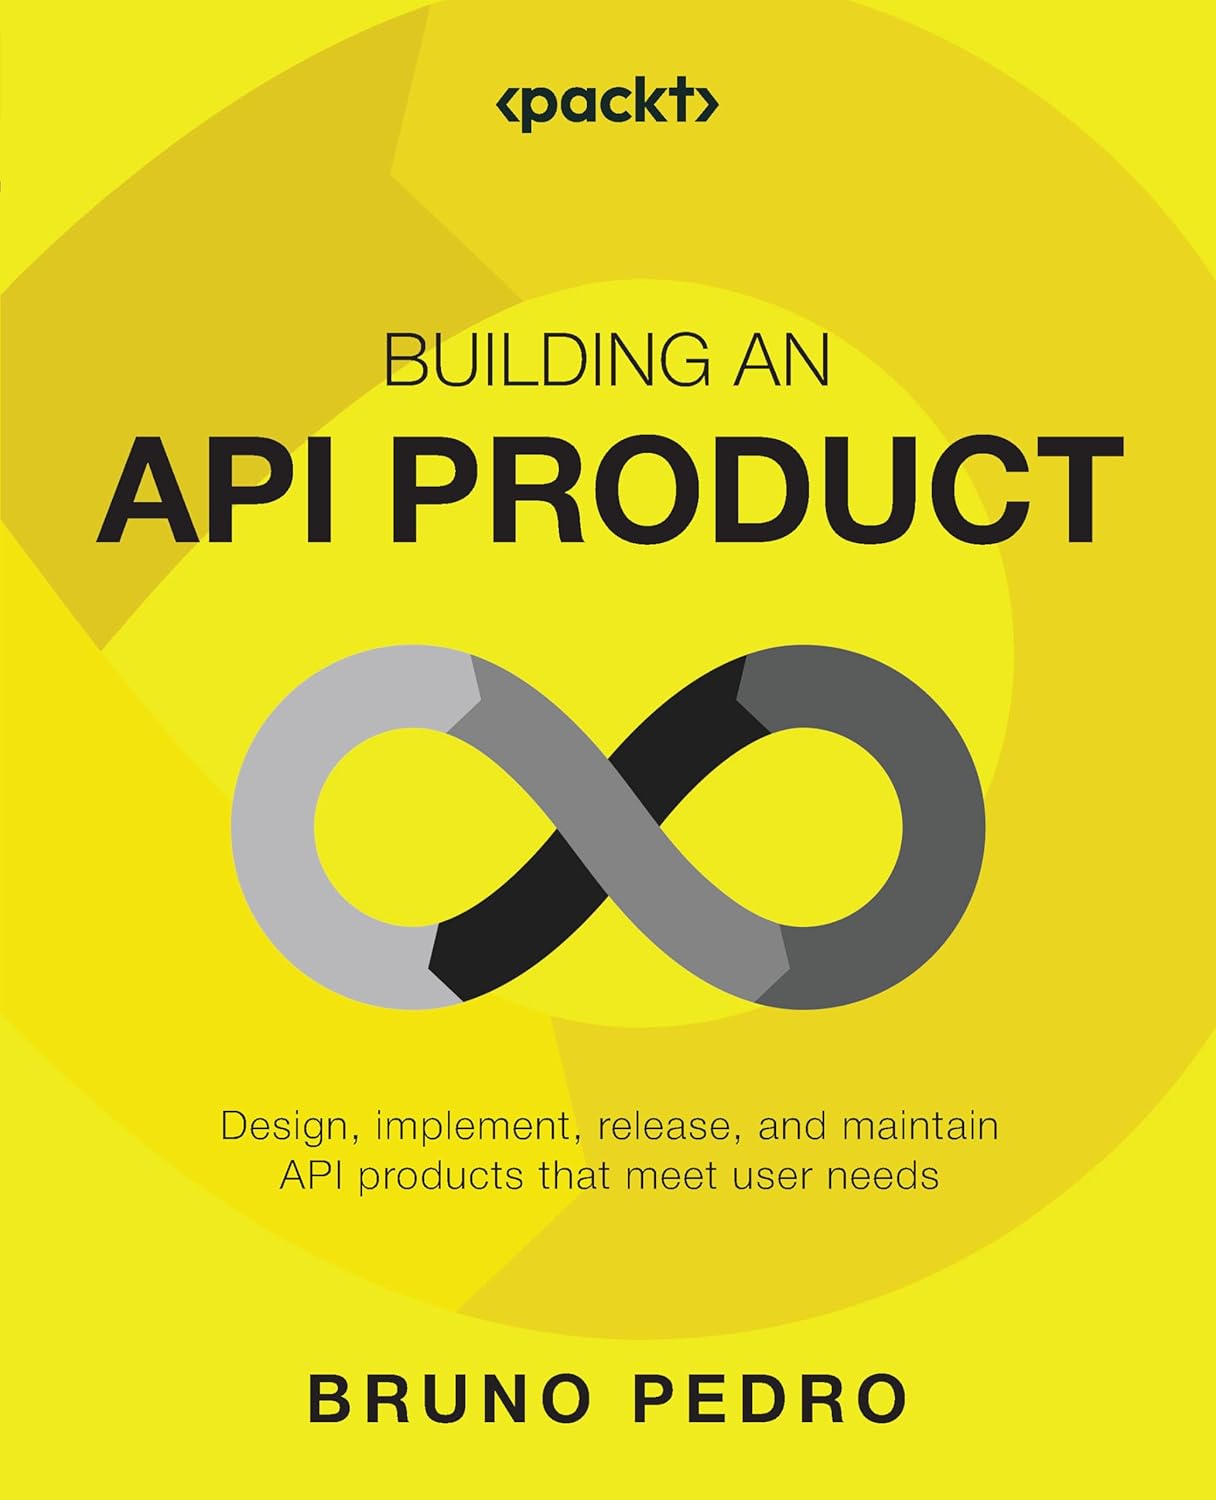 <packt>
BUILDING AN
API PRODUCT
Design, implement, release, and maintain
API products that meet user needs
BRUNO PEDRO